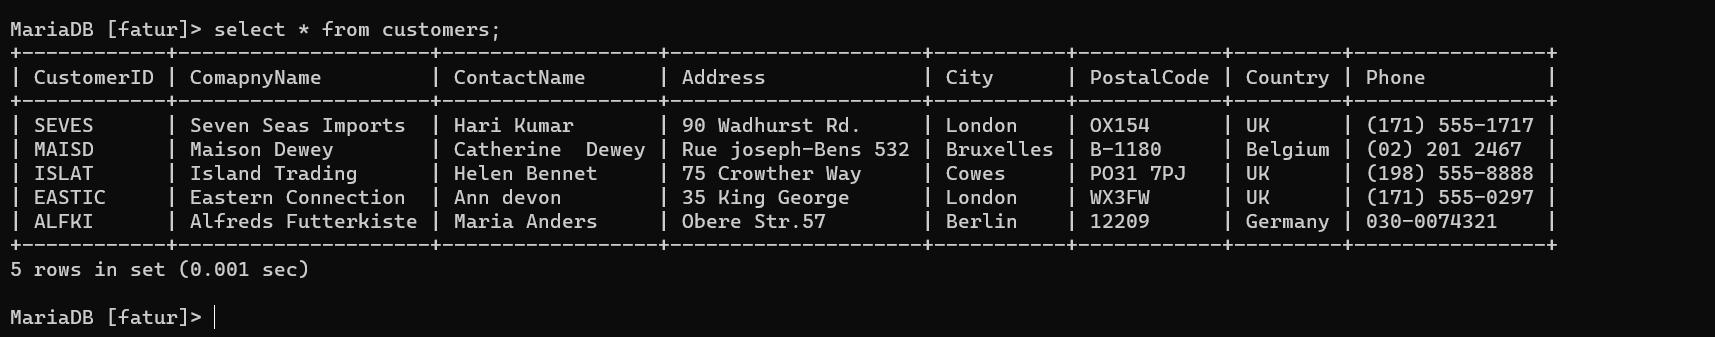 MariaDB [fatur]> select * from customers;
+------------+---------------------+-----------------+---------------------+-----------+------------+---------+----------------+
| CustomerID | ComapnyName         | ContactName     | Address             | City      | PostalCode | Country | Phone          |
+------------+---------------------+-----------------+---------------------+-----------+------------+---------+----------------+
| SEVES      | Seven Seas Imports  | Hari Kumar      | 90 Wadhurst Rd.     | London    | OX154      | UK      | (171) 555-1717 |
| MAISD      | Maison Dewey        | Catherine  Dewey | Rue joseph-Bens 532 | Bruxelles | B-1180     | Belgium | (02) 201 2467  |
| ISLAT      | Island Trading      | Helen Bennet    | 75 Crowther Way     | Cowes     | PO31 7PJ   | UK      | (198) 555-8888 |
| EASTIC     | Eastern Connection  | Ann devon       | 35 King George      | London    | WX3FW      | UK      | (171) 555-0297 |
| ALFKI      | Alfreds Futterkiste | Maria Anders    | Obere Str.57        | Berlin    | 12209      | Germany | 030-0074321    |
+------------+---------------------+-----------------+---------------------+-----------+------------+---------+----------------+
5 rows in set (0.001 sec)
MariaDB [fatur]>